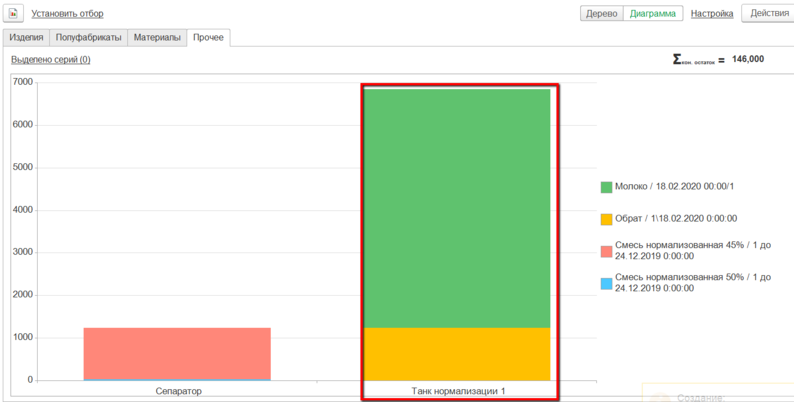 Установить отбор
Дерево Диаграмма Настройка Действия
Изделия Полуфабрикаты Материалы Прочее
Выделено серий (0)
Σкон. остаток = 146,000
7000
6000
5000
4000
3000
2000
1000
0
Сепаратор Танк нормализации 1
Молоко / 18.02.2020 00:00/1
Обрат / 1\18.02.2020 0:00:00
Смесь нормализованная 45% / 1 до
24.12.2019 0:00:00
Смесь нормализованная 50% / 1 до
24.12.2019 0:00:00
Создание: